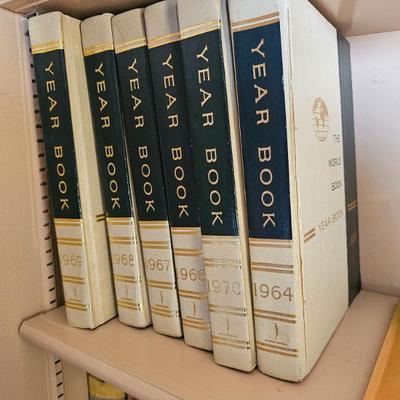 YEAR BOOK
1969
YEAR BOOK
1968
YEAR BOOK
1967
YEAR BOOK
1966
YEAR BOOK
1970
YEAR BOOK
1964
THE
WORLD
BOOK
YEAR BOOK